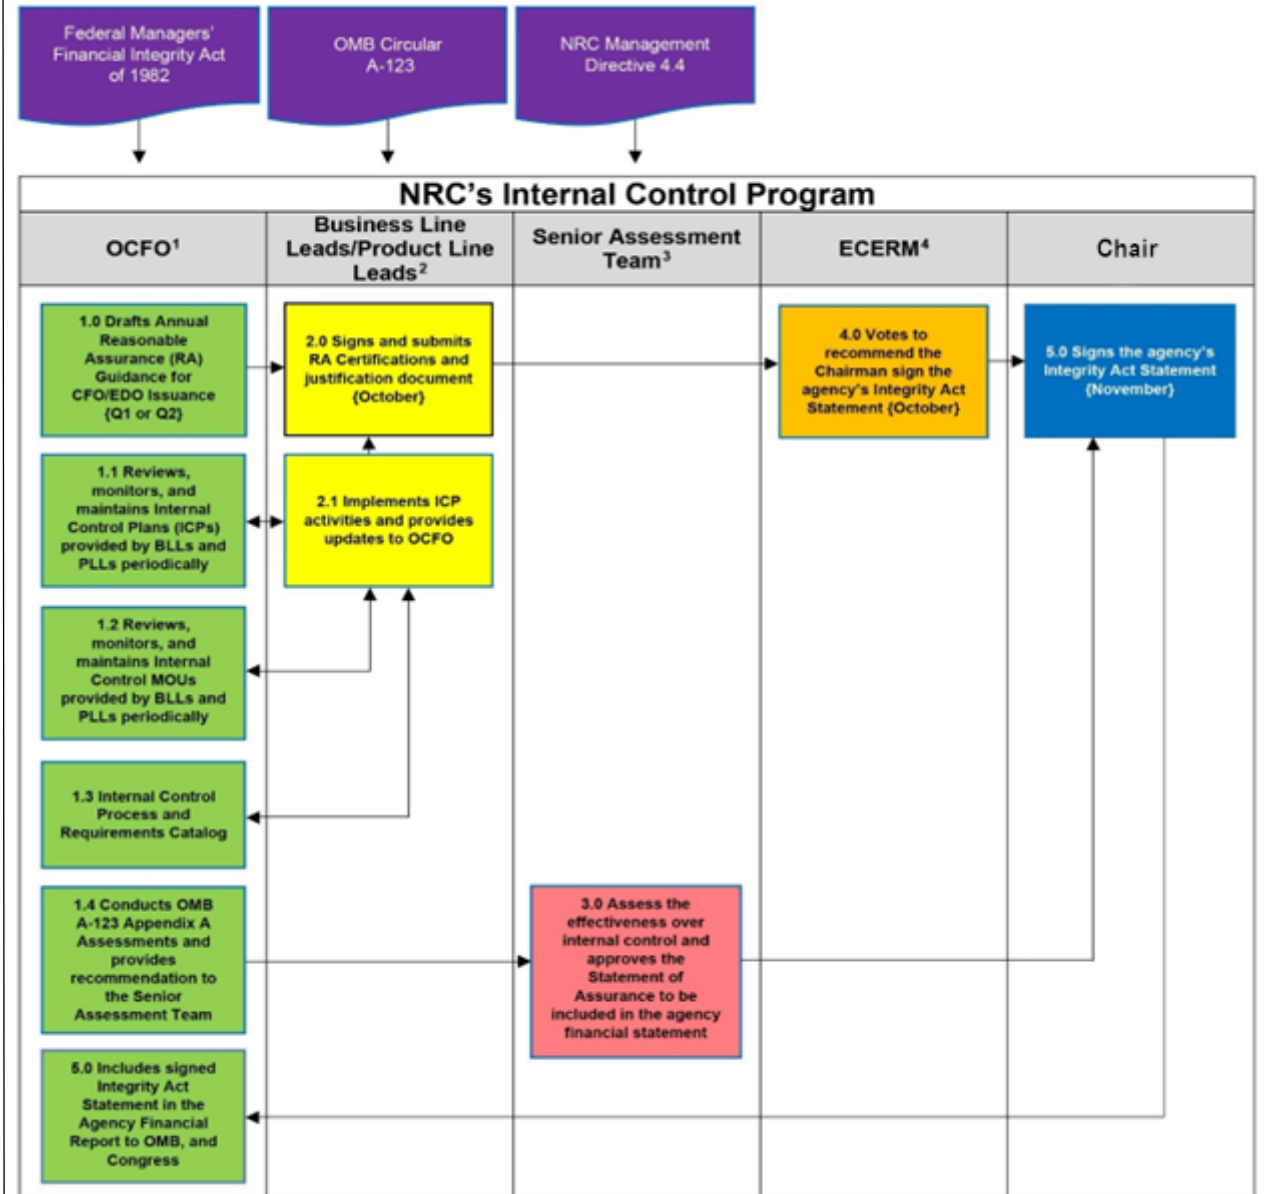 Federal Managers'
Financial Integrity Act
of 1982
OMB Circular
A-123
NRC Management
Directive 4.4
NRC's Internal Control Program
OCFO¹
Business Line
Leads/Product Line
Leads²
Senior Assessment
Team³
ECERM⁴
Chair
1.0 Drafts Annual
Reasonable
Assurance (RA)
Guidance for
CFO/EDO Issuance
{Q1 or Q2}
2.0 Signs and submits
RA Certifications and
justification document
{October}
4.0 Votes to
recommend the
Chairman sign the
agency's Integrity Act
Statement {October}
5.0 Signs the agency's
Integrity Act Statement
{November}
1.1 Reviews,
monitors, and
maintains Internal
Control Plans (ICPs)
provided by BLLs and
PLLs periodically
2.1 Implements ICP
activities and provides
updates to OCFO
1.2 Reviews,
monitors, and
maintains Internal
Control MOUs
provided by BLLs and
PLLs periodically
1.3 Internal Control
Process and
Requirements Catalog
1.4 Conducts OMB
A-123 Appendix A
Assessments and
provides
recommendation to
the Senior
Assessment Team
3.0 Assess the
effectiveness over
internal control and
approves the
Statement of
Assurance to be
included in the agency
financial statement
5.0 Includes signed
Integrity Act
Statement in the
Agency Financial
Report to OMB, and
Congress